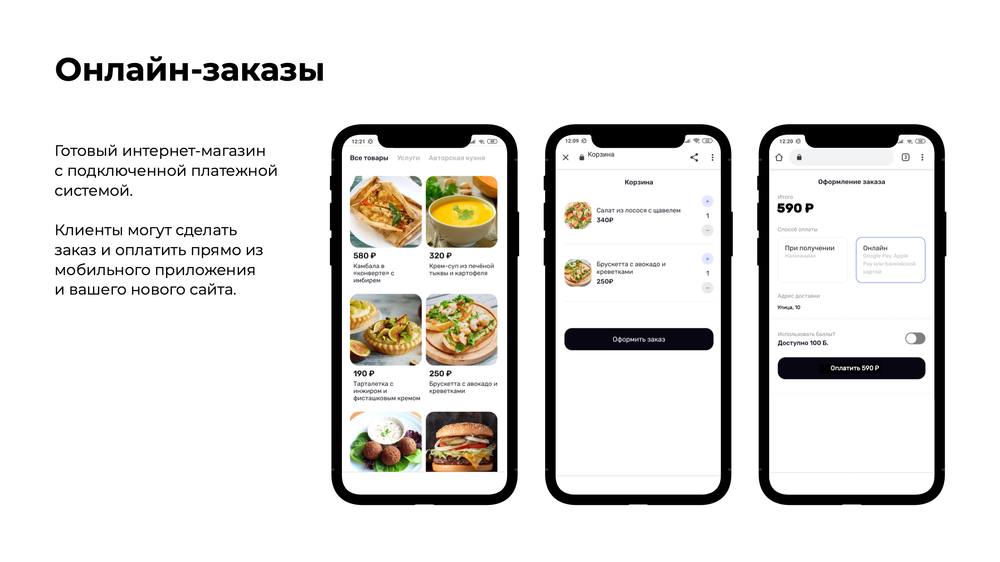 Онлайн-заказы
Готовый интернет-магазин
с подключенной платежной
системой.
Клиенты могут сделать
заказ и оплатить прямо из
мобильного приложения
и вашего нового сайта.
12:21
49
Все товары Услуги Авторская кухня
580 ₽
Камбала в
«конверте» с
имбирем
320 ₽
Крем-суп из печёной
тыквы и картофеля
190 ₽
Тарталетка с
инжиром и
фисташковым кремом
250 ₽
Брускетта с авокадо и
креветками
12:09
52
Корзина
Корзина
Салат из лосося с щавелем
340₽
+
1
−
Брускетта с авокадо и
креветками
250₽
+
1
−
Оформить заказ
12:20
50
3
Оформление заказа
Итого
590 ₽
Способ оплаты
При получении
Наличными
Онлайн
Google Pay, Apple
Pay или банковской
картой
Адрес доставки
Улица, 10
Использовать баллы?
Доступно 100 Б.
Оплатить 590 ₽